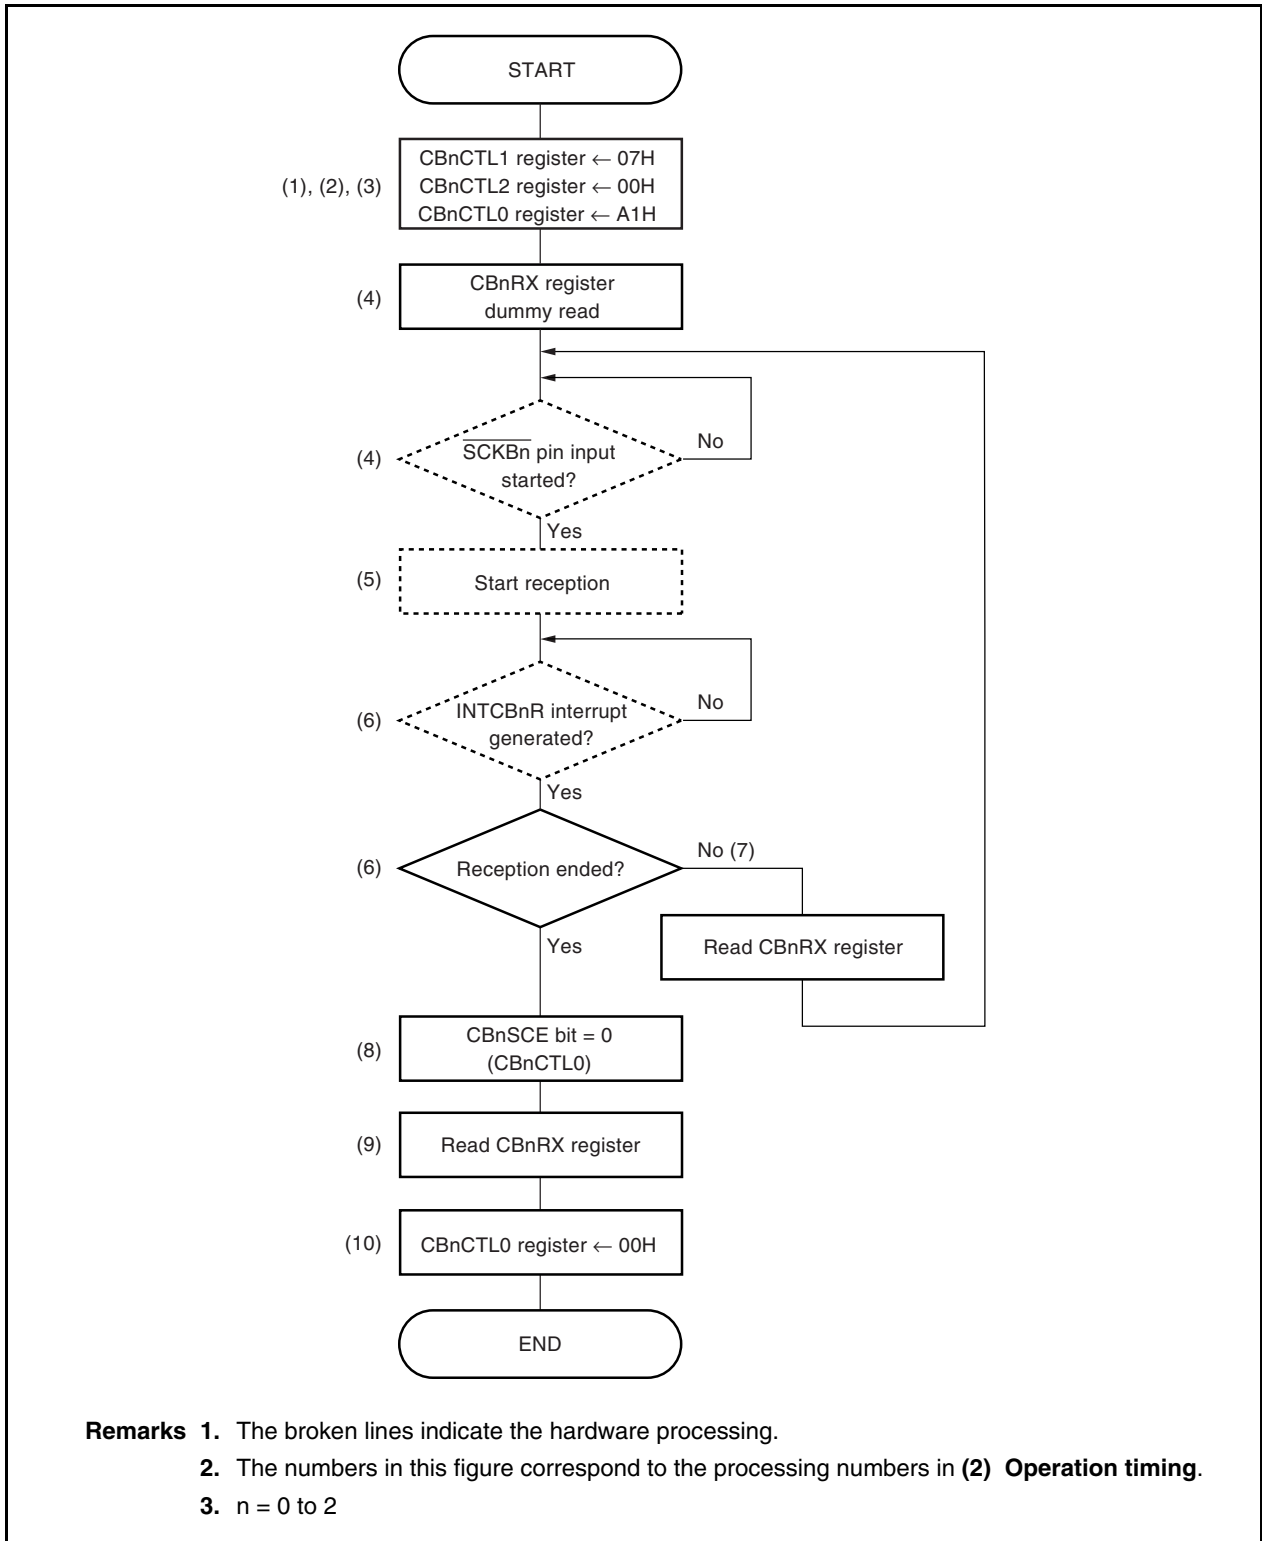 START
(1), (2), (3)
CBnCTL1 register ← 07H
CBnCTL2 register ← 00H
CBnCTL0 register ← A1H
(4)
CBnRX register
dummy read
(4)
SCKBn pin input
started?
No
Yes
(5)
Start reception
(6)
INTCBnR interrupt
generated?
No
Yes
(6)
Reception ended?
No (7)
Read CBnRX register
Yes
(8)
CBnSCE bit = 0
(CBnCTL0)
(9)
Read CBnRX register
(10)
CBnCTL0 register ← 00H
END
Remarks 1. The broken lines indicate the hardware processing.
2. The numbers in this figure correspond to the processing numbers in (2) Operation timing.
3. n = 0 to 2